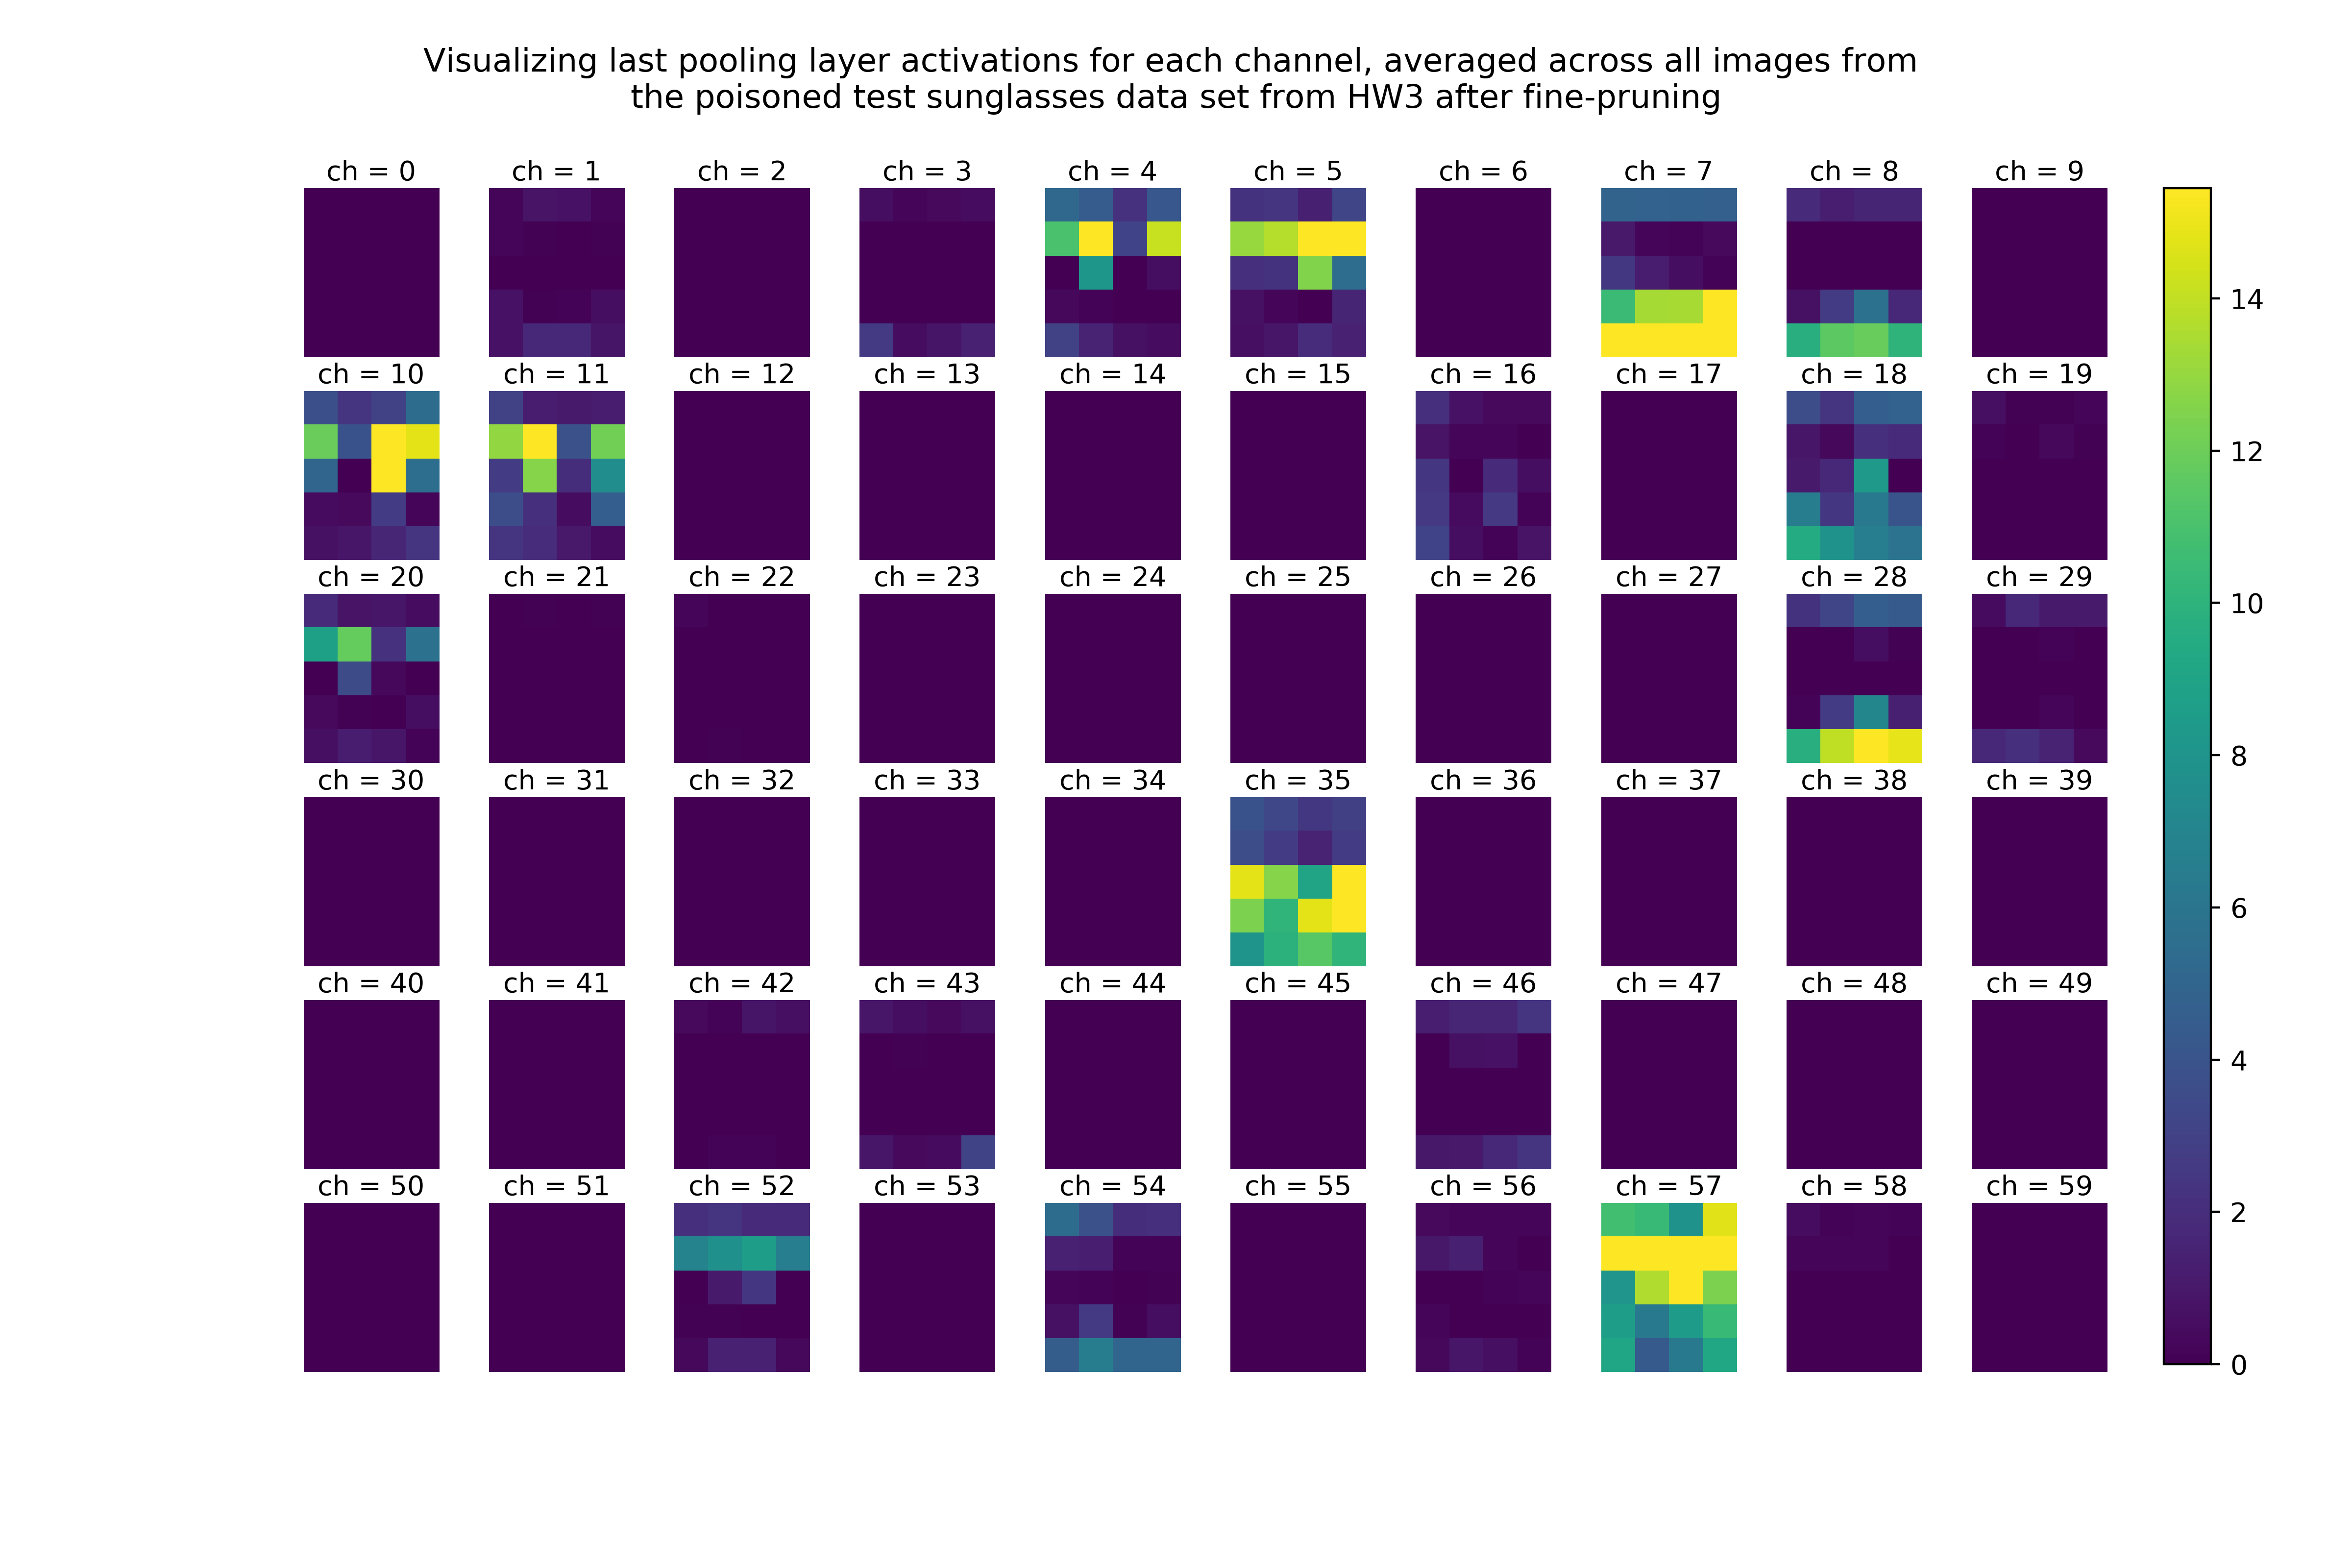 Visualizing last pooling layer activations for each channel, averaged across all images from
the poisoned test sunglasses data set from HW3 after fine-pruning
ch = 0 ch = 1 ch = 2 ch = 3 ch = 4 ch = 5 ch = 6 ch = 7 ch = 8 ch = 9
ch = 10 ch = 11 ch = 12 ch = 13 ch = 14 ch = 15 ch = 16 ch = 17 ch = 18 ch = 19
ch = 20 ch = 21 ch = 22 ch = 23 ch = 24 ch = 25 ch = 26 ch = 27 ch = 28 ch = 29
ch = 30 ch = 31 ch = 32 ch = 33 ch = 34 ch = 35 ch = 36 ch = 37 ch = 38 ch = 39
ch = 40 ch = 41 ch = 42 ch = 43 ch = 44 ch = 45 ch = 46 ch = 47 ch = 48 ch = 49
ch = 50 ch = 51 ch = 52 ch = 53 ch = 54 ch = 55 ch = 56 ch = 57 ch = 58 ch = 59
14
12
10
8
6
4
2
0